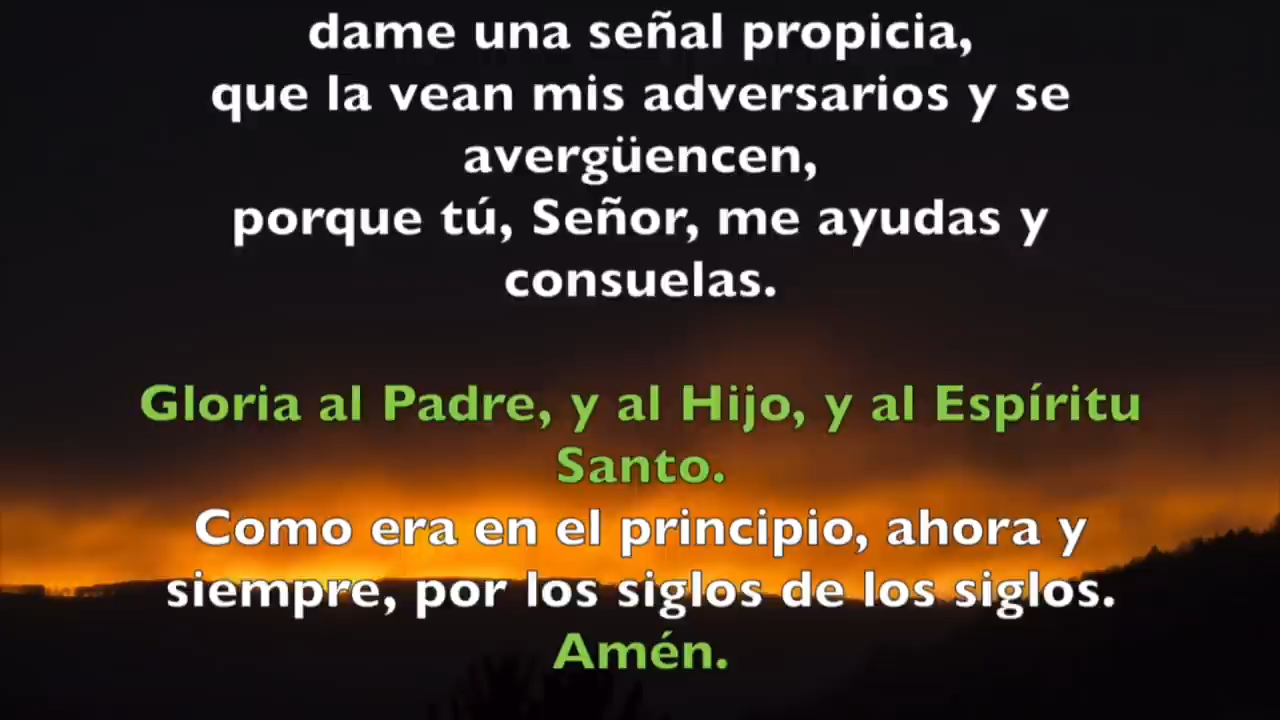 dame una señal propicia,
que la vean mis adversarios y se
avergüencen,
porque tú, Señor, me ayudas y
consuelas.
Gloria al Padre, y al Hijo, y al Espíritu
Santo.
Como era en el principio, ahora y
siempre, por los siglos de los siglos.
Amén.